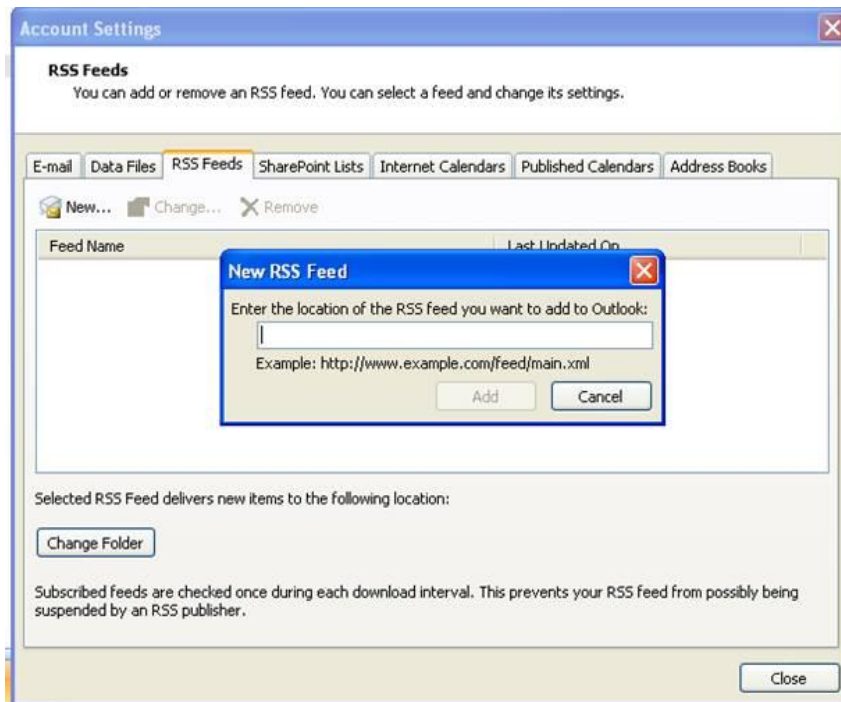 Account Settings
RSS Feeds
You can add or remove an RSS feed. You can select a feed and change its settings.
E-mail Data Files RSS Feeds SharePoint Lists Internet Calendars Published Calendars Address Books
New... Change... Remove
Feed Name Last Updated On
New RSS Feed
Enter the location of the RSS feed you want to add to Outlook:
Example: http://www.example.com/feed/main.xml
Add Cancel
Selected RSS Feed delivers new items to the following location:
Change Folder
Subscribed feeds are checked once during each download interval. This prevents your RSS feed from possibly being
suspended by an RSS publisher.
Close